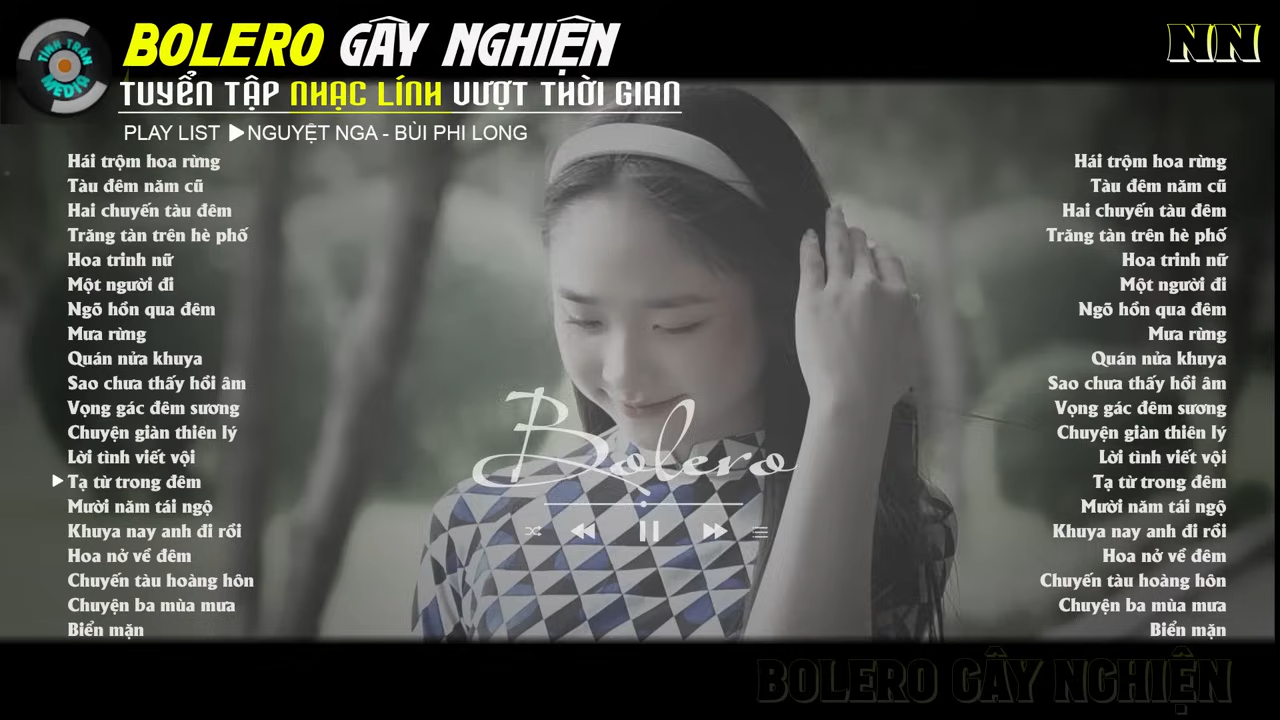 BOLERO GÂY NGHIỆN
NN
TÌNH TRẦN
MEDIA
TUYỂN TẬP NHẠC LÍNH VƯỢT THỜI GIAN
PLAY LIST ▶NGUYỆT NGA - BÙI PHI LONG
Hái trộm hoa rừng
Tàu đêm năm cũ
Hai chuyến tàu đêm
Trăng tàn trên hè phố
Hoa trinh nữ
Một người đi
Ngõ hồn qua đêm
Mưa rừng
Quán nửa khuya
Sao chưa thấy hồi âm
Vọng gác đêm sương
Chuyện giàn thiên lý
Lời tình viết vội
Tạ từ trong đêm
Mười năm tái ngộ
Khuya nay anh đi rồi
Hoa nở về đêm
Chuyến tàu hoàng hôn
Chuyện ba mùa mưa
Biển mặn
Bolero
Hái trộm hoa rừng
Tàu đêm năm cũ
Hai chuyến tàu đêm
Trăng tàn trên hè phố
Hoa trinh nữ
Một người đi
Ngõ hồn qua đêm
Mưa rừng
Quán nửa khuya
Sao chưa thấy hồi âm
Vọng gác đêm sương
Chuyện giàn thiên lý
Lời tình viết vội
Tạ từ trong đêm
Mười năm tái ngộ
Khuya nay anh đi rồi
Hoa nở về đêm
Chuyến tàu hoàng hôn
Chuyện ba mùa mưa
Biển mặn
BOLERO GÂY NGHIỆN